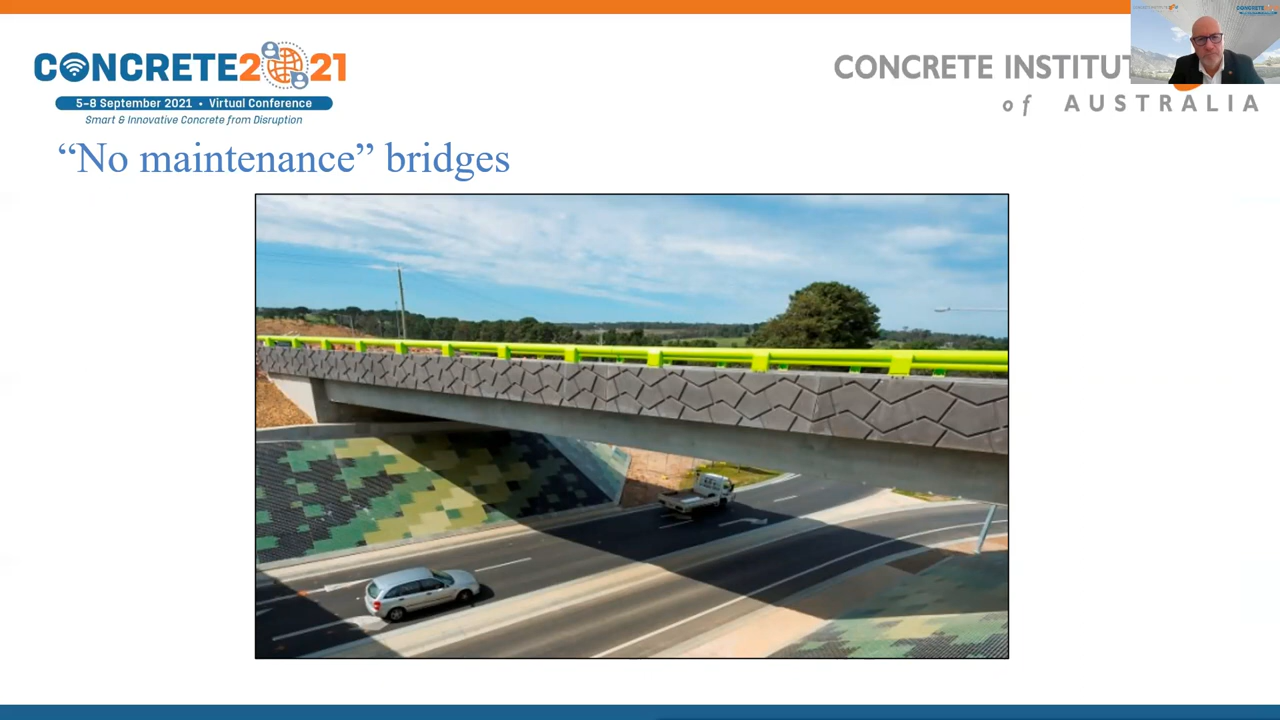 CONCRETE2021
5–8 September 2021 • Virtual Conference
Smart & Innovative Concrete from Disruption
CONCRETE INSTITUT
of AUSTRALIA
“No maintenance” bridges